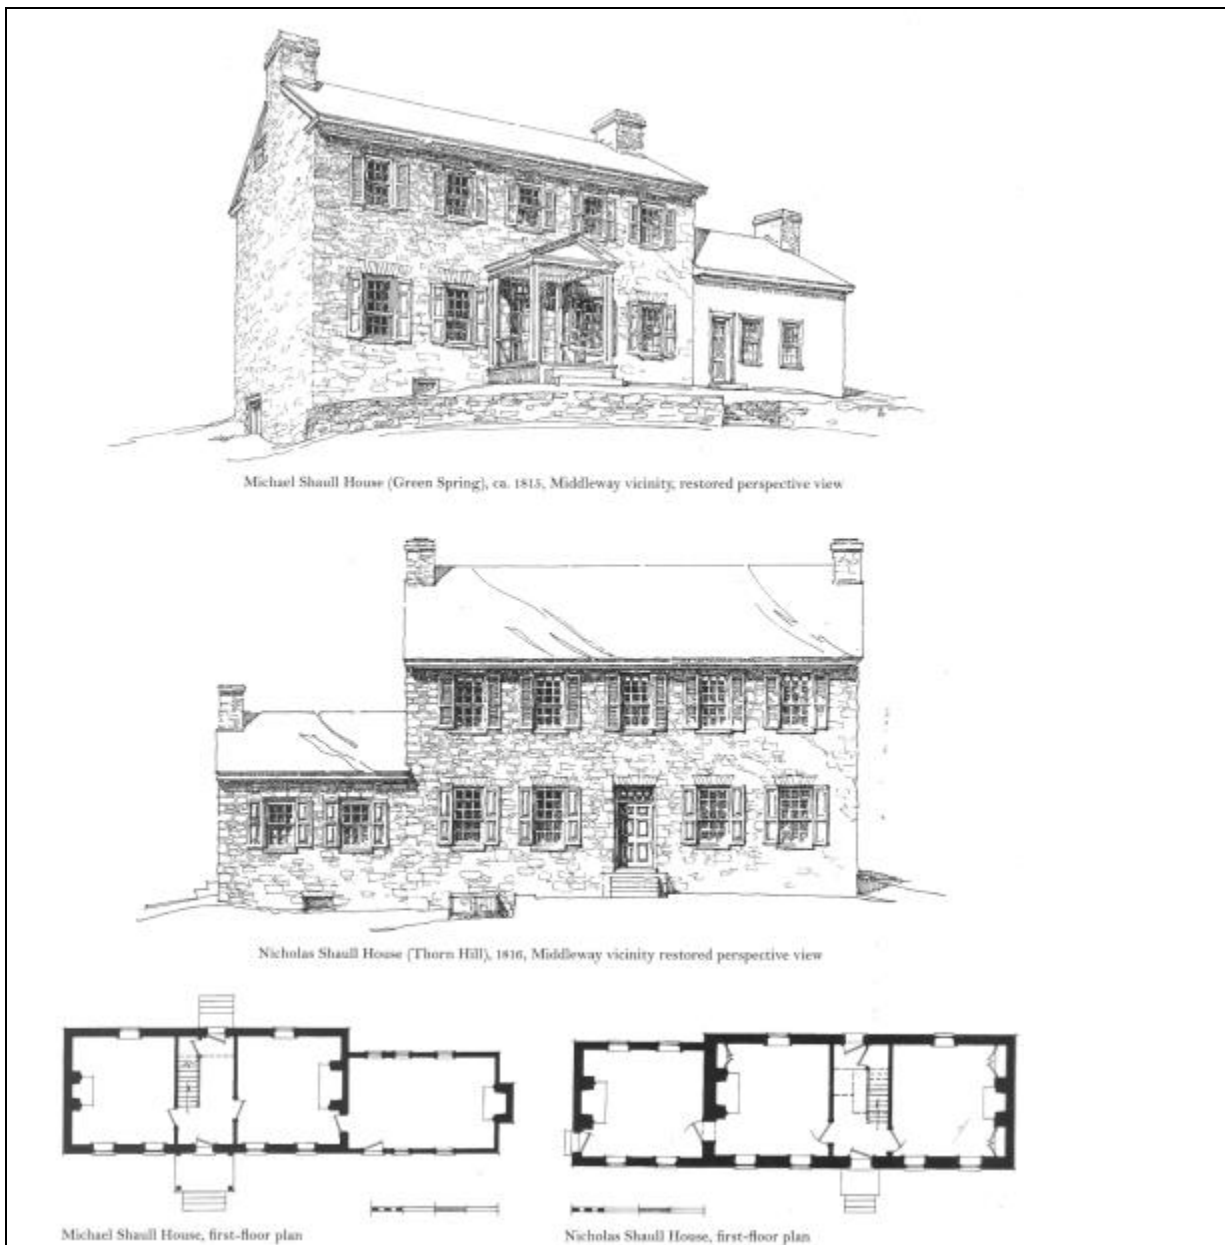 Michael Shaull House (Green Spring), ca. 1815, Middleway vicinity, restored perspective view
Nicholas Shaull House (Thorn Hill), 1816, Middleway vicinity restored perspective view
Michael Shaull House, first-floor plan
Nicholas Shaull House, first-floor plan